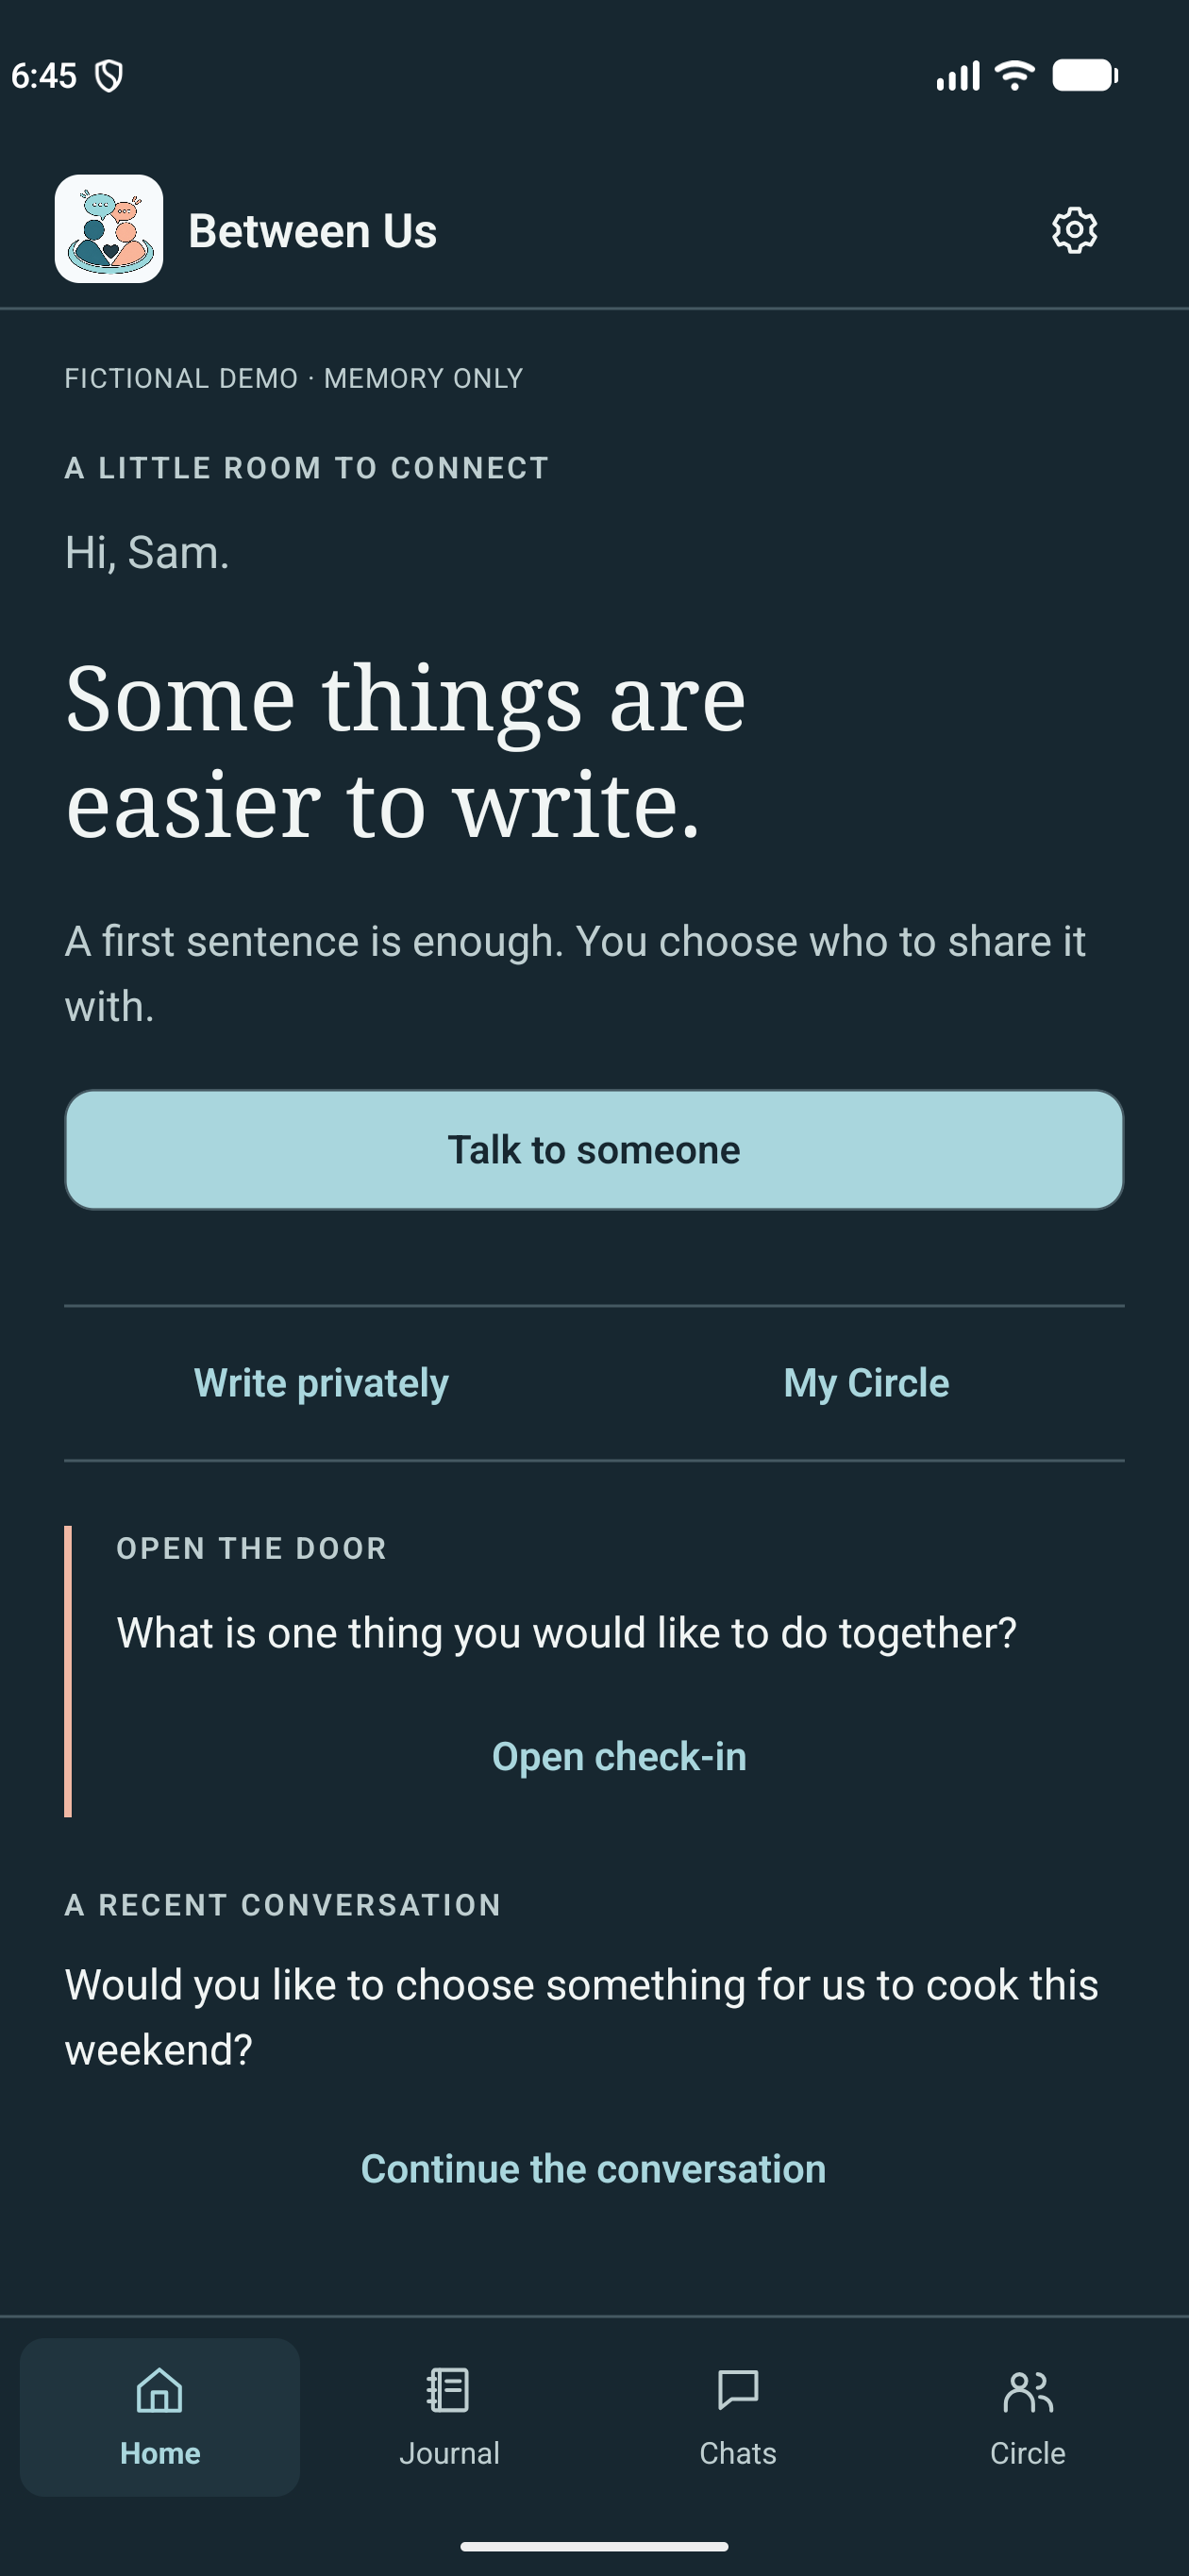 6:45
Between Us
FICTIONAL DEMO · MEMORY ONLY
A LITTLE ROOM TO CONNECT
Hi, Sam.
Some things are
easier to write.
A first sentence is enough. You choose who to share it
with.
Talk to someone
Write privately
My Circle
OPEN THE DOOR
What is one thing you would like to do together?
Open check-in
A RECENT CONVERSATION
Would you like to choose something for us to cook this
weekend?
Continue the conversation
Home
Journal
Chats
Circle